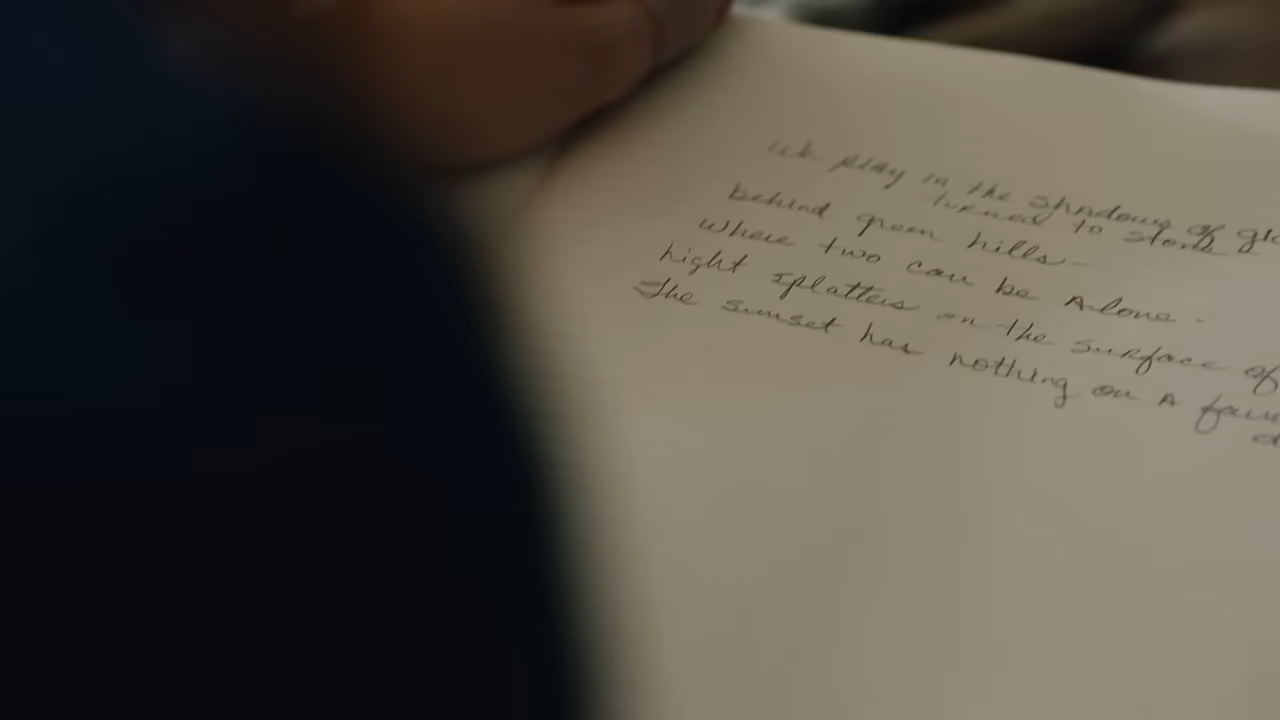 We play in the shadows of
turned to stone
behind green hills-
where two can be Alone-
Light splatters on the surface of
The sunset has nothing on A